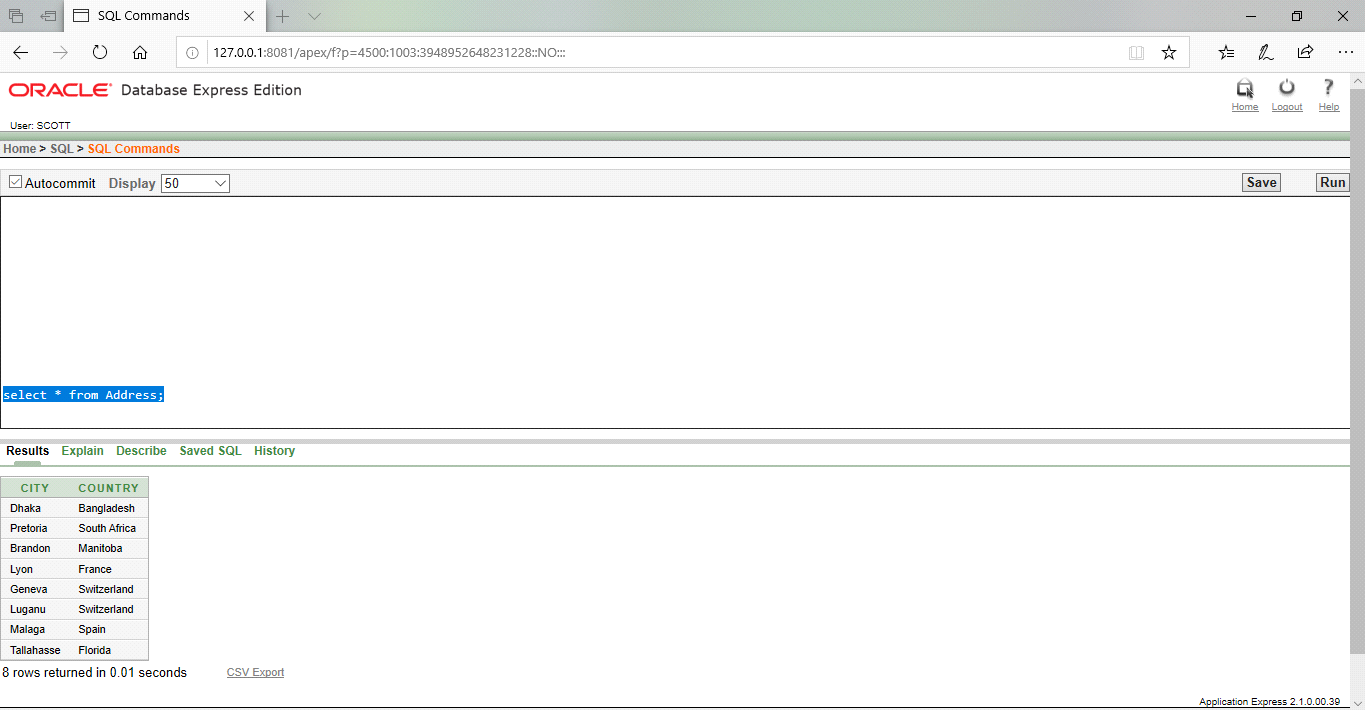 SQL Commands
127.0.0.1:8081/apex/f?p=4500:1003:3948952648231228::NO:::
ORACLE Database Express Edition
Home Logout Help
User: SCOTT
Home > SQL > SQL Commands
Autocommit Display 50 Save Run
select * from Address;
Results Explain Describe Saved SQL History
CITY COUNTRY
Dhaka Bangladesh
Pretoria South Africa
Brandon Manitoba
Lyon France
Geneva Switzerland
Luganu Switzerland
Malaga Spain
Tallahasse Florida
8 rows returned in 0.01 seconds CSV Export
Application Express 2.1.0.00.39